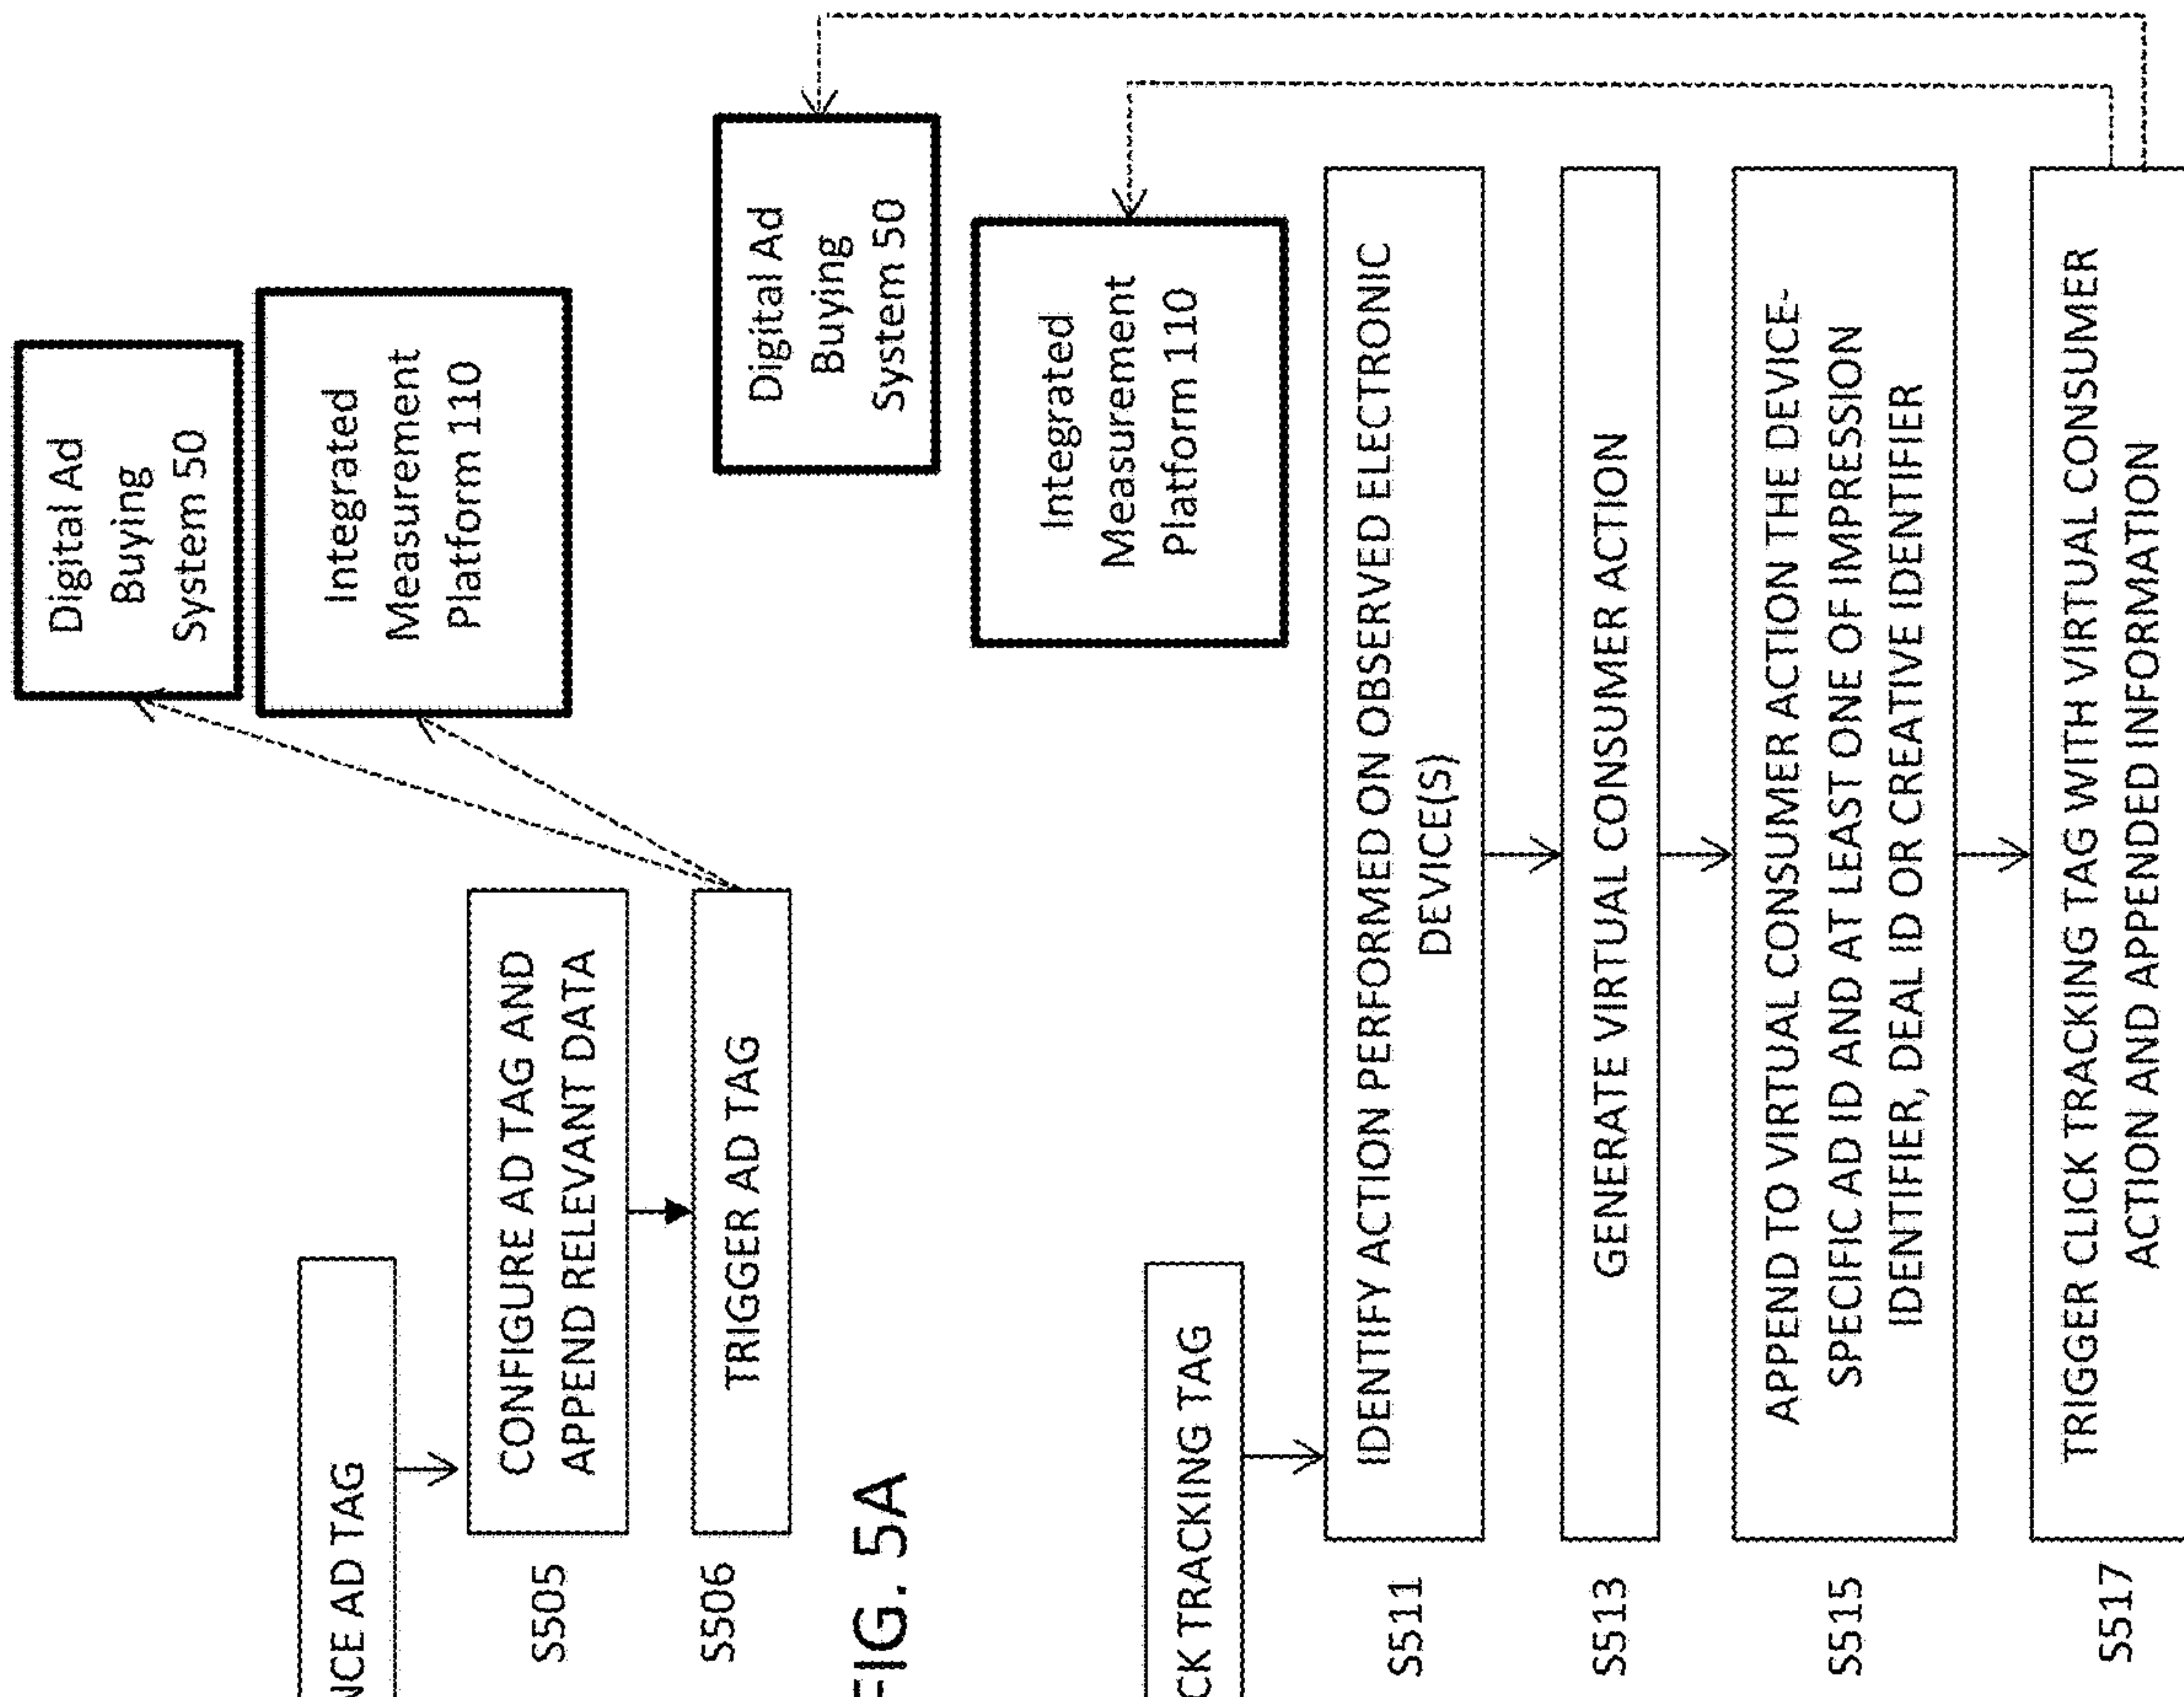 Digital Ad
Buying
System 50
Integrated
Measurement
Platform 110
NCE AD TAG
CONFIGURE AD TAG AND
APPEND RELEVANT DATA
S505
TRIGGER AD TAG
S506
FIG. 5A
Digital Ad
Buying
System 50
Integrated
Measurement
Platform 110
CK TRACKING TAG
IDENTIFY ACTION PERFORMED ON OBSERVED ELECTRONIC
DEVICE(S)
S511
GENERATE VIRTUAL CONSUMER ACTION
S513
APPEND TO VIRTUAL CONSUMER ACTION THE DEVICE-
SPECIFIC AD ID AND AT LEAST ONE OF IMPRESSION
IDENTIFIER, DEAL ID OR CREATIVE IDENTIFIER
S515
TRIGGER CLICK TRACKING TAG WITH VIRTUAL CONSUMER
ACTION AND APPENDED INFORMATION
S517